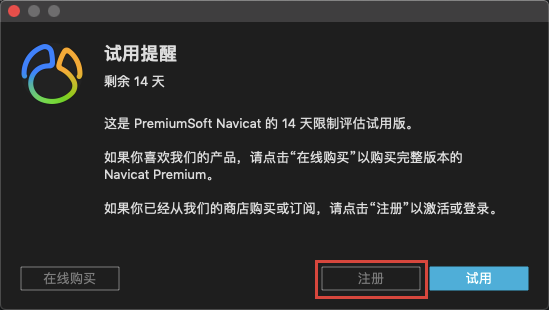 试用提醒
剩余 14 天
这是 PremiumSoft Navicat 的 14 天限制评估试用版。
如果你喜欢我们的产品，请点击“在线购买”以购买完整版本的
Navicat Premium。
如果你已经从我们的商店购买或订阅，请点击“注册”以激活或登录。
在线购买
注册
试用